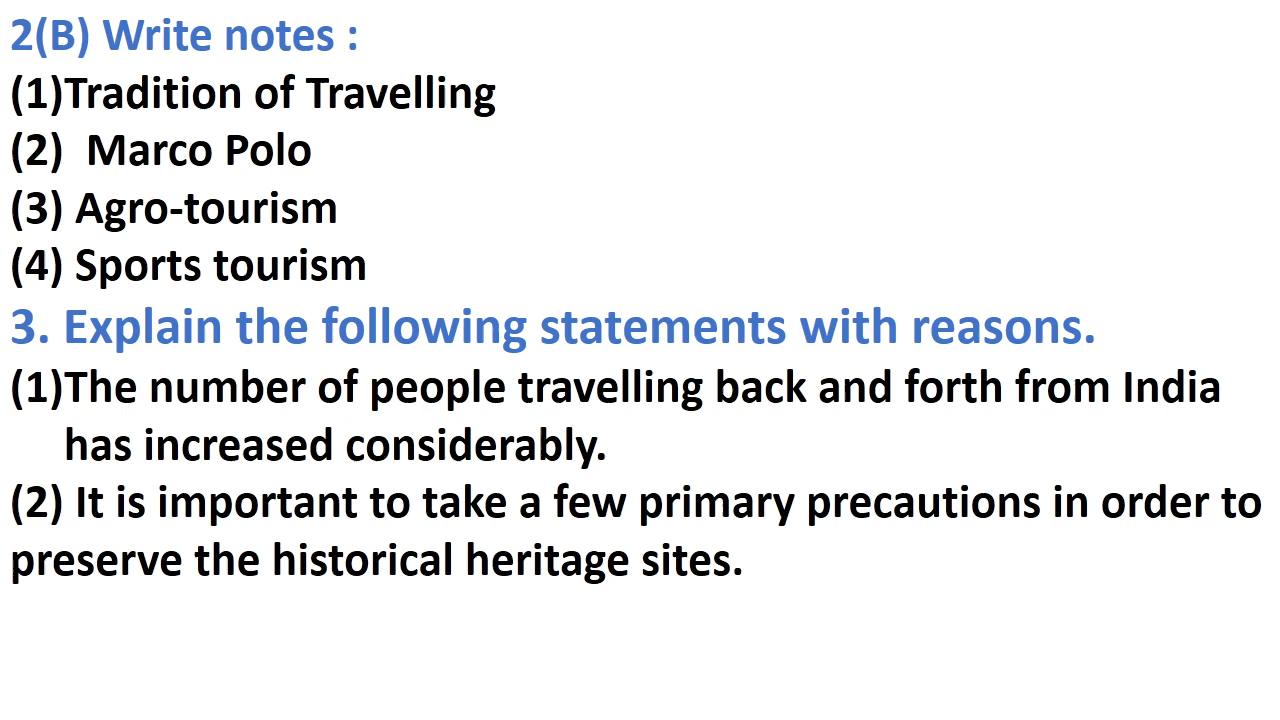 2(B) Write notes :
(1)Tradition of Travelling
(2)  Marco Polo
(3) Agro-tourism
(4) Sports tourism
3. Explain the following statements with reasons.
(1)The number of people travelling back and forth from India
has increased considerably.
(2) It is important to take a few primary precautions in order to
preserve the historical heritage sites.